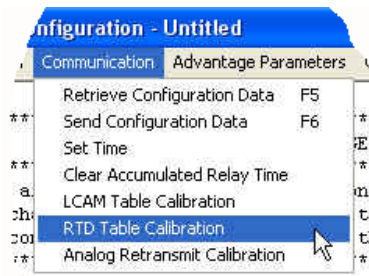 nfiguration - Untitled
Communication Advantage Parameters
Retrieve Configuration Data F5
Send Configuration Data F6
Set Time
Clear Accumulated Relay Time
LCAM Table Calibration
RTD Table Calibration
Analog Retransmit Calibration